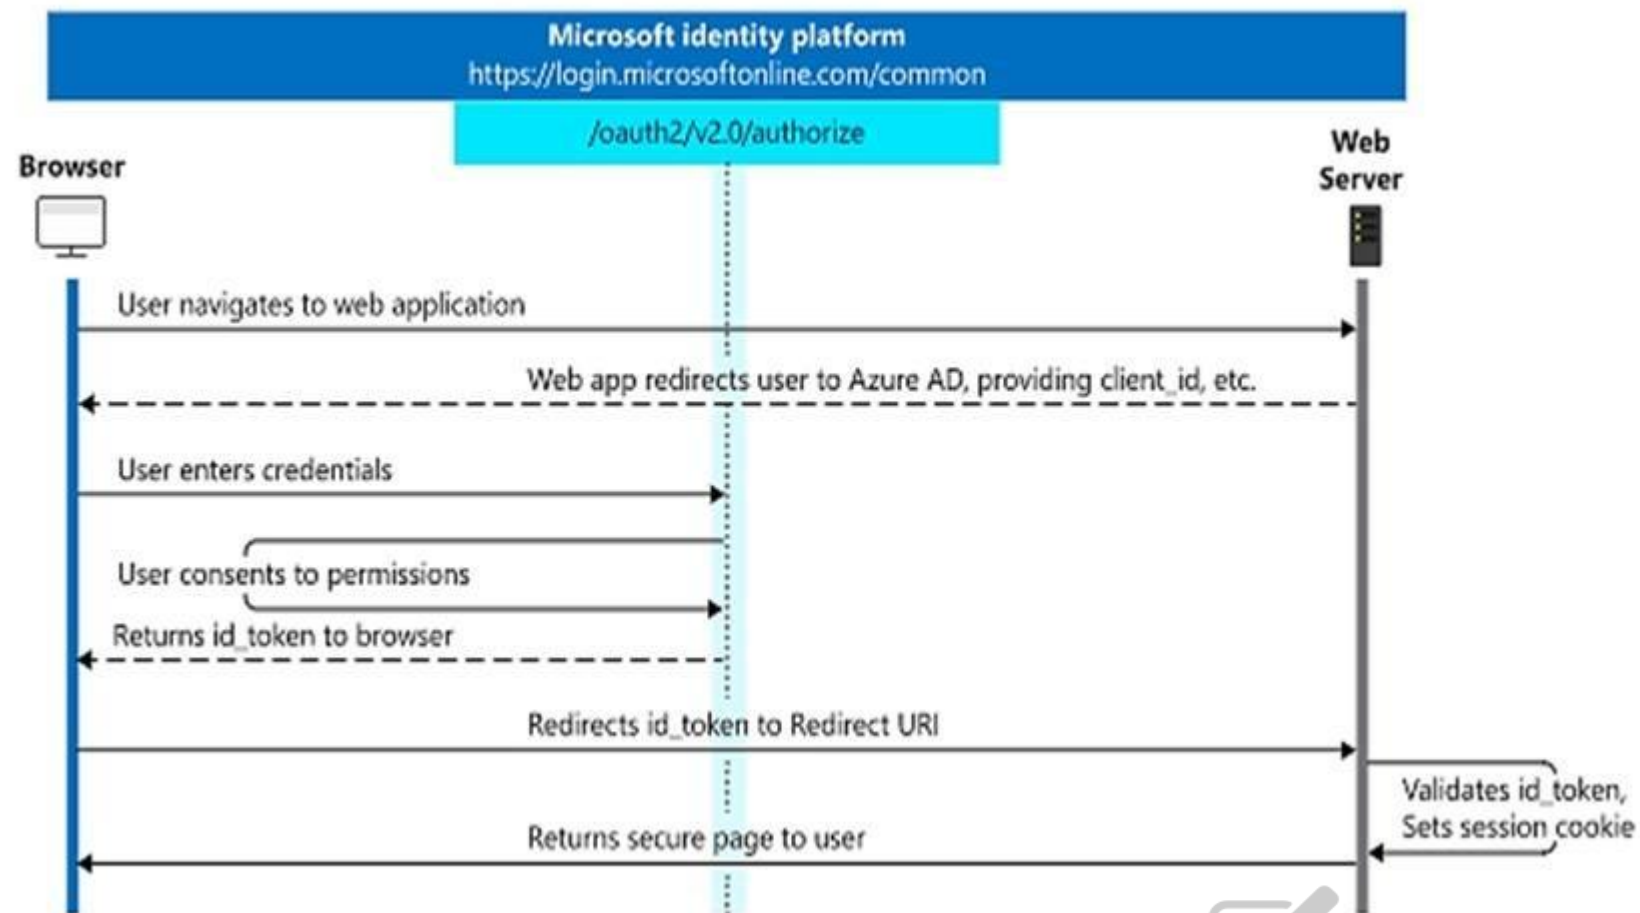 Microsoft identity platform
https://login.microsoftonline.com/common
/oauth2/v2.0/authorize
Browser
Web
Server
User navigates to web application
Web app redirects user to Azure AD, providing client_id, etc.
User enters credentials
User consents to permissions
Returns id_token to browser
Redirects id_token to Redirect URI
Validates id_token,
Sets session cookie
Returns secure page to user